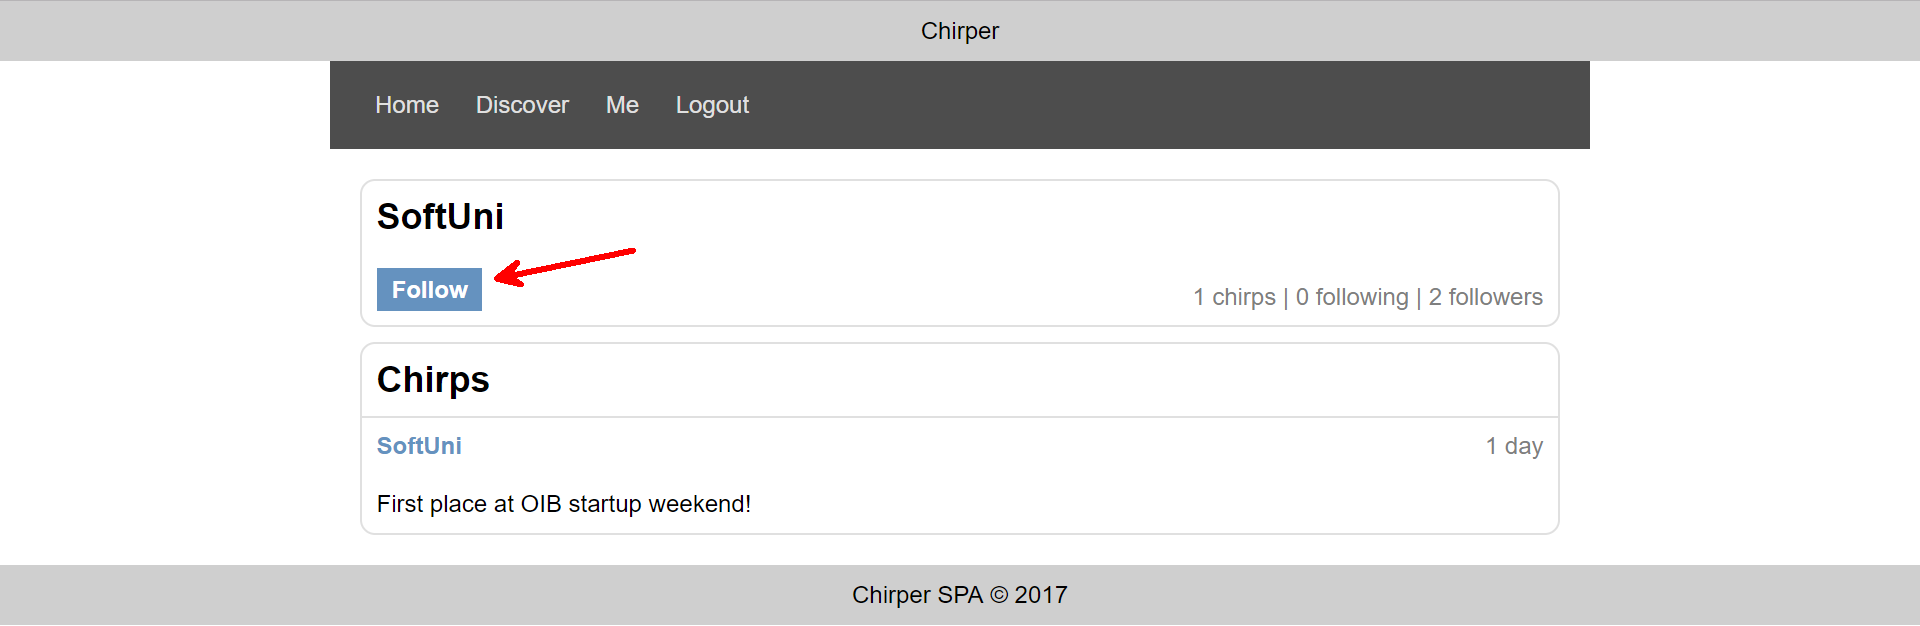 Chirper
Home Discover Me Logout
SoftUni
Follow
1 chirps | 0 following | 2 followers
Chirps
SoftUni 1 day
First place at OIB startup weekend!
Chirper SPA © 2017